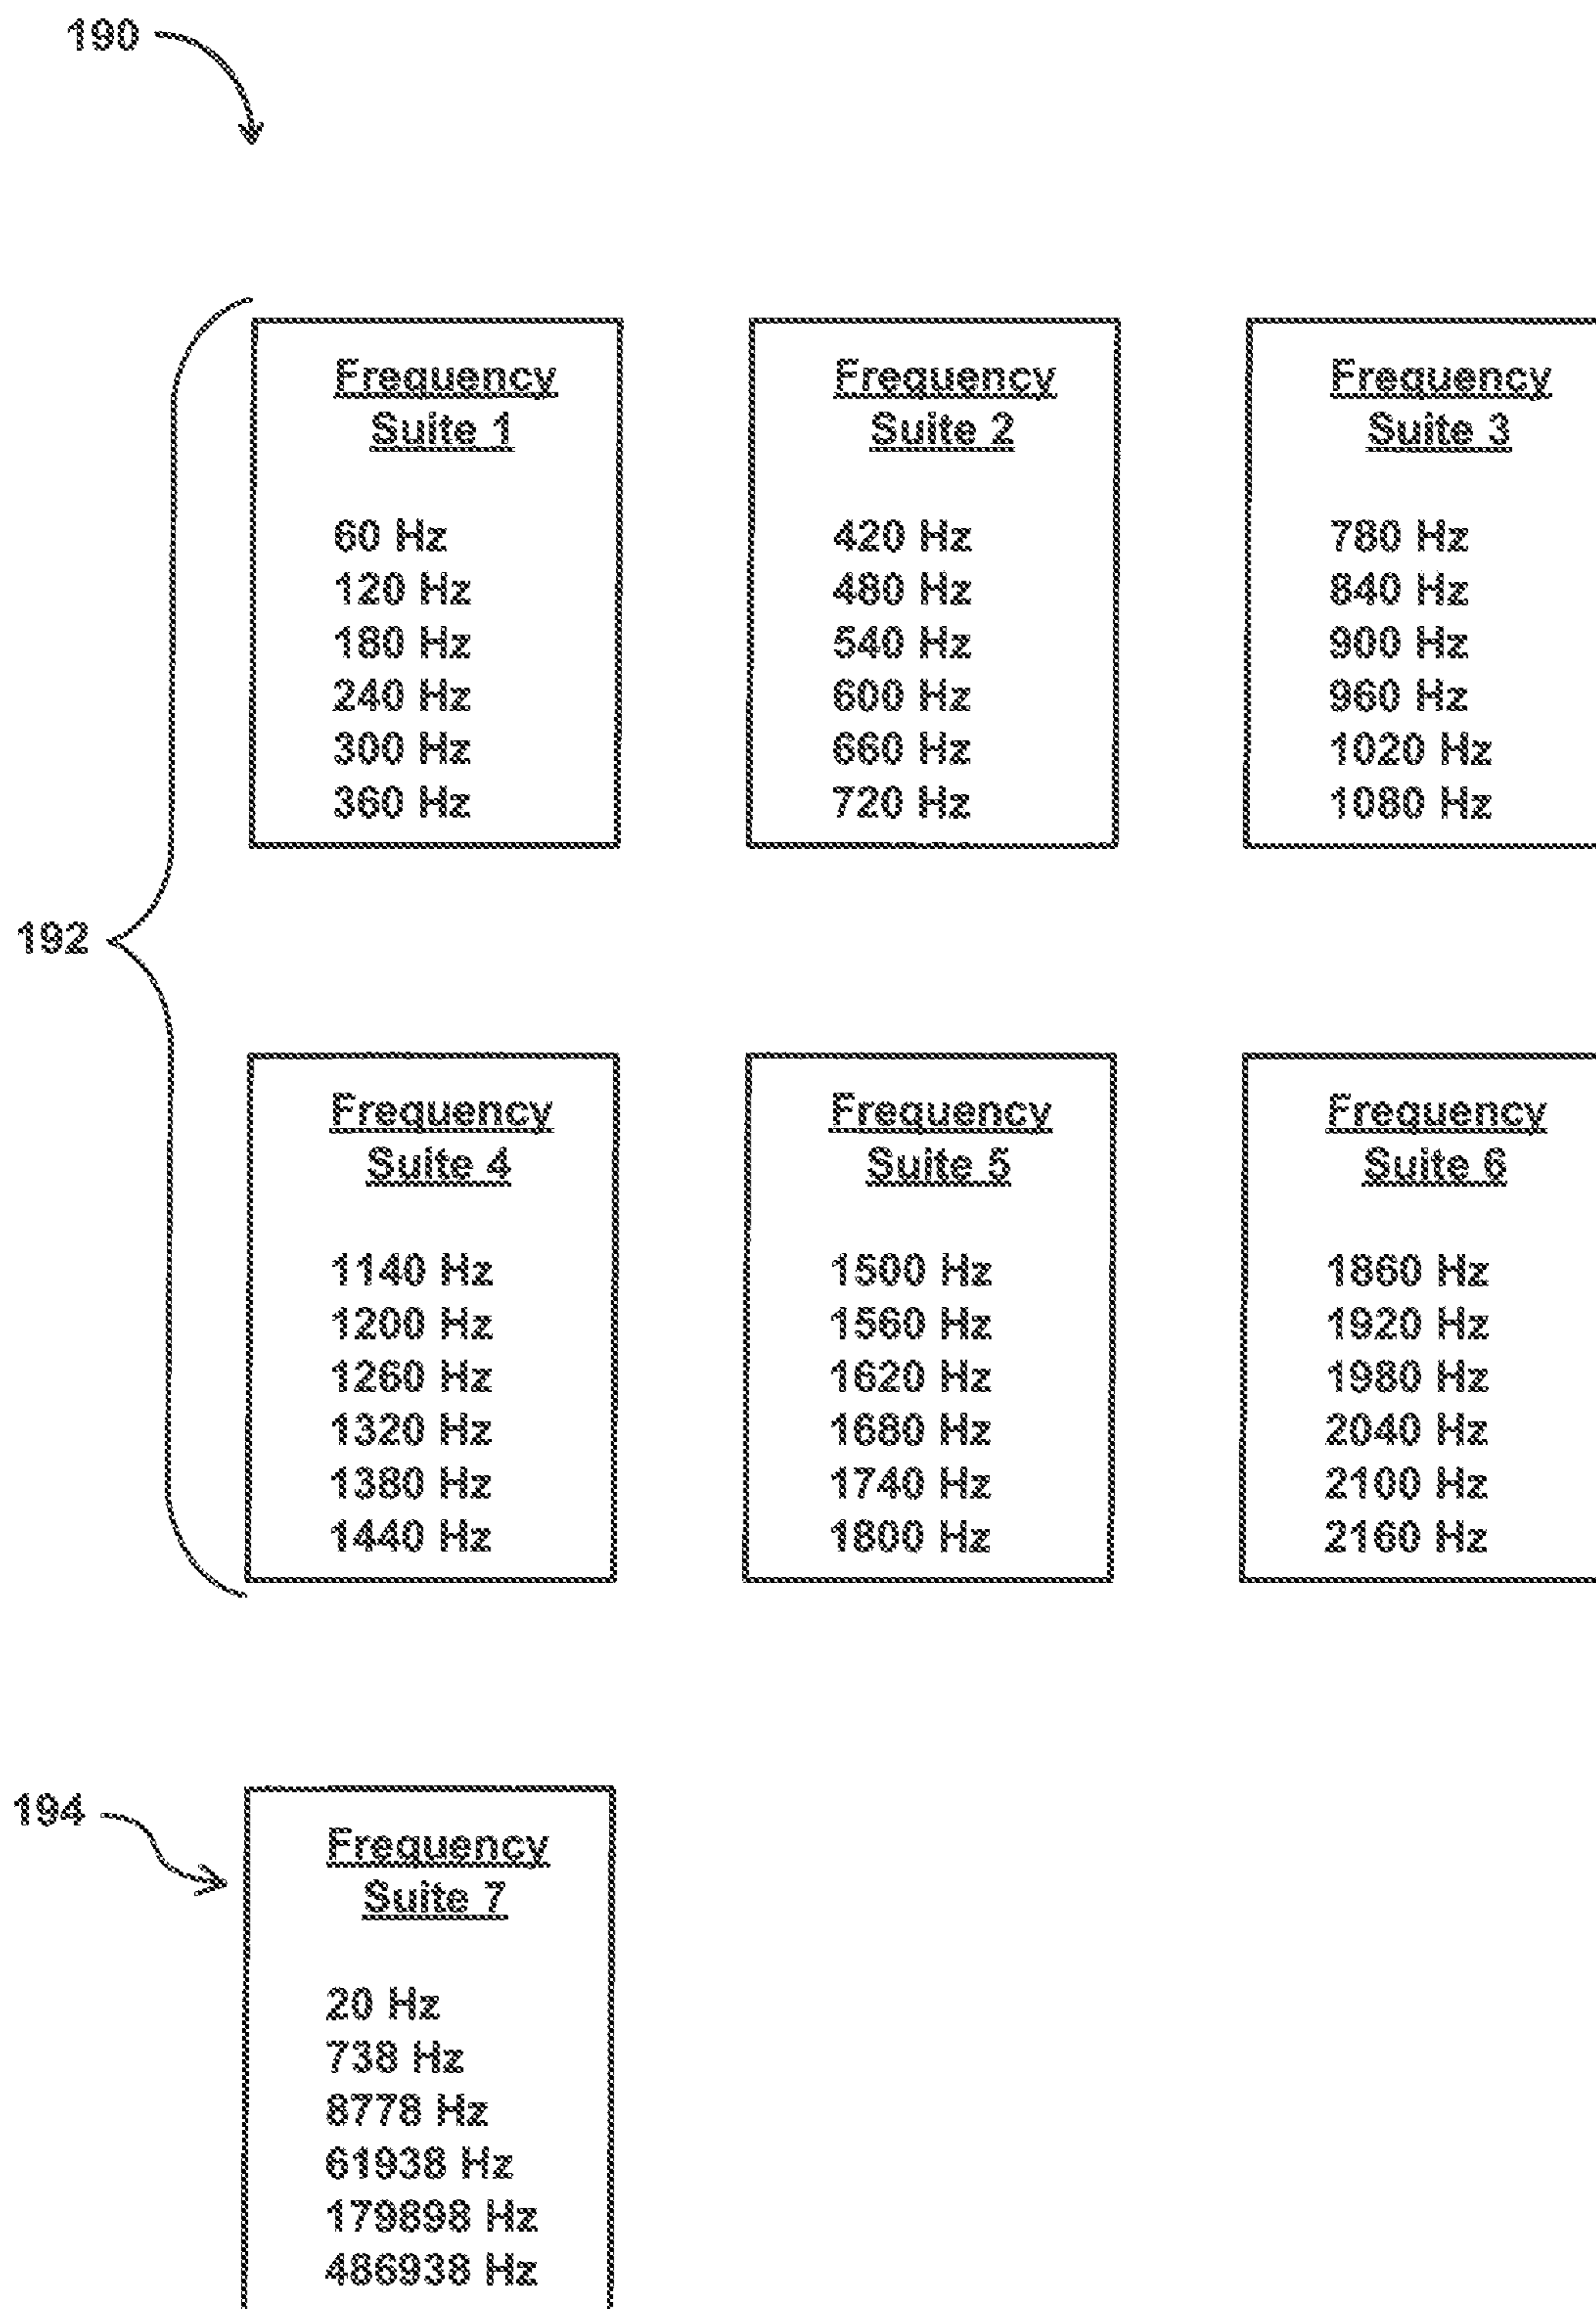 190
Frequency
Suite 1
60 Hz
120 Hz
180 Hz
240 Hz
300 Hz
360 Hz
Frequency
Suite 2
420 Hz
480 Hz
540 Hz
600 Hz
660 Hz
720 Hz
Frequency
Suite 3
780 Hz
840 Hz
900 Hz
960 Hz
1020 Hz
1080 Hz
192
Frequency
Suite 4
1140 Hz
1200 Hz
1260 Hz
1320 Hz
1380 Hz
1440 Hz
Frequency
Suite 5
1500 Hz
1560 Hz
1620 Hz
1680 Hz
1740 Hz
1800 Hz
Frequency
Suite 6
1860 Hz
1920 Hz
1980 Hz
2040 Hz
2100 Hz
2160 Hz
194
Frequency
Suite 7
20 Hz
738 Hz
8778 Hz
61938 Hz
179898 Hz
486938 Hz